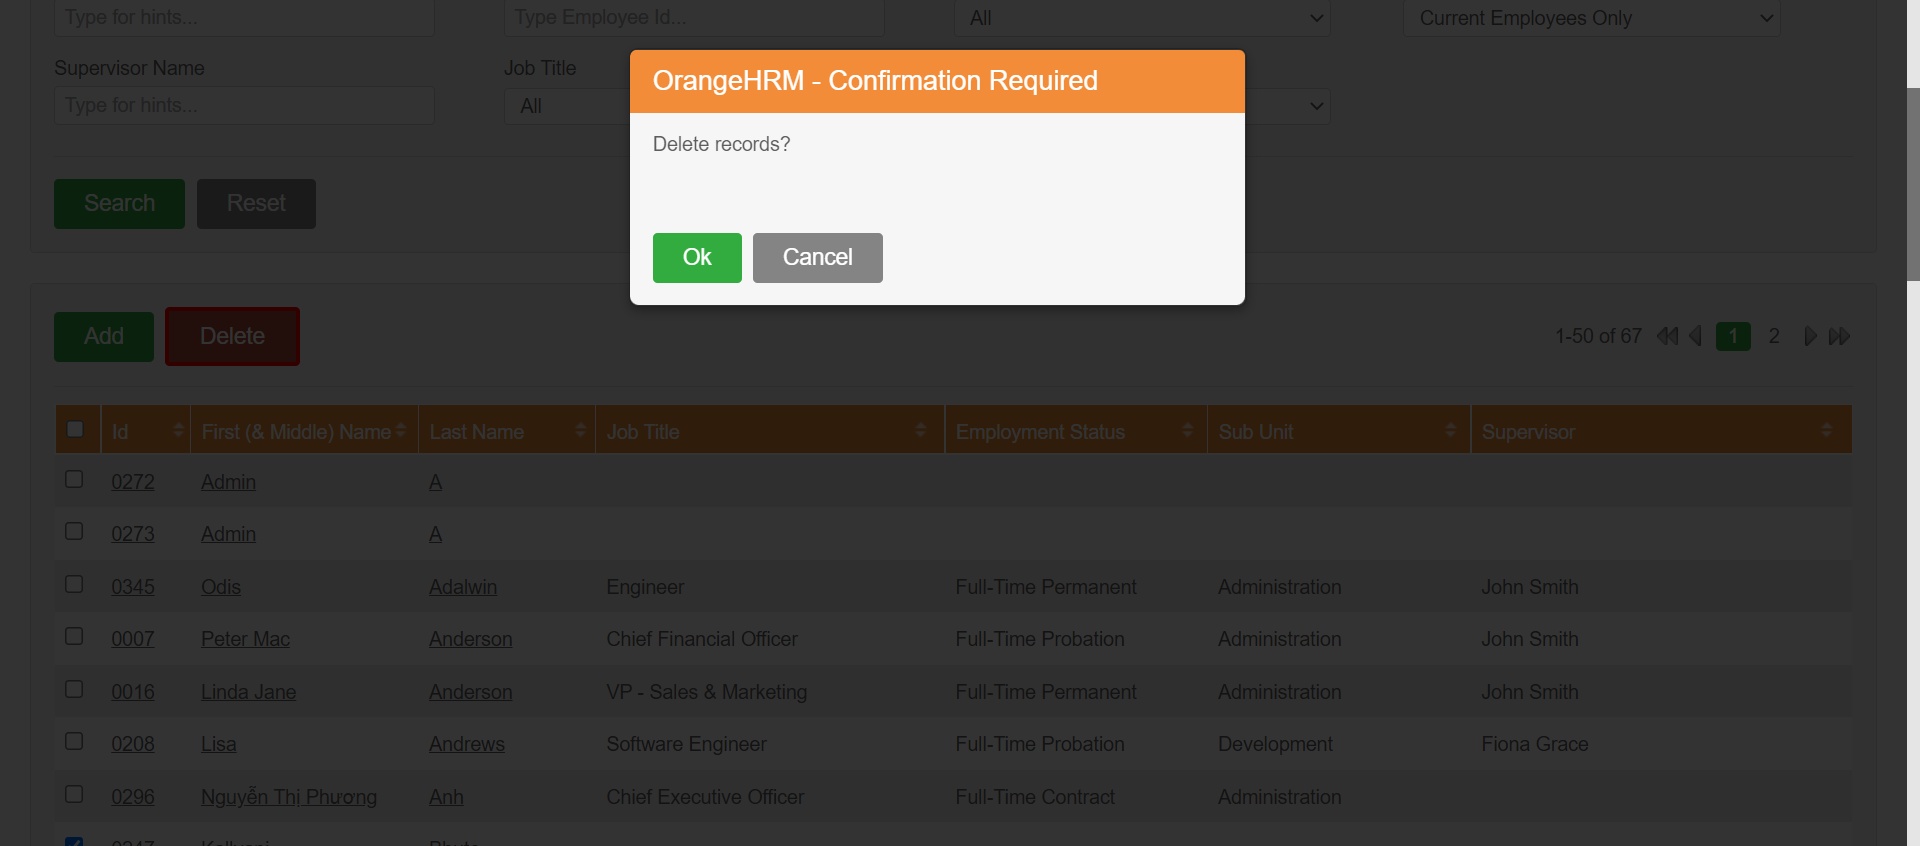 Type for hints...
Type Employee Id...
All
Current Employees Only
Supervisor Name
Job Title
Type for hints...
All
OrangeHRM - Confirmation Required
Delete records?
Ok Cancel
Search Reset
Add Delete
1-50 of 67 1 2
Id First (& Middle) Name Last Name Job Title Employment Status Sub Unit Supervisor
0272 Admin A
0273 Admin A
0345 Odis Adalwin Engineer Full-Time Permanent Administration John Smith
0007 Peter Mac Anderson Chief Financial Officer Full-Time Probation Administration John Smith
0016 Linda Jane Anderson VP - Sales & Marketing Full-Time Permanent Administration John Smith
0208 Lisa Andrews Software Engineer Full-Time Probation Development Fiona Grace
0296 Nguyễn Thị Phương Anh Chief Executive Officer Full-Time Contract Administration